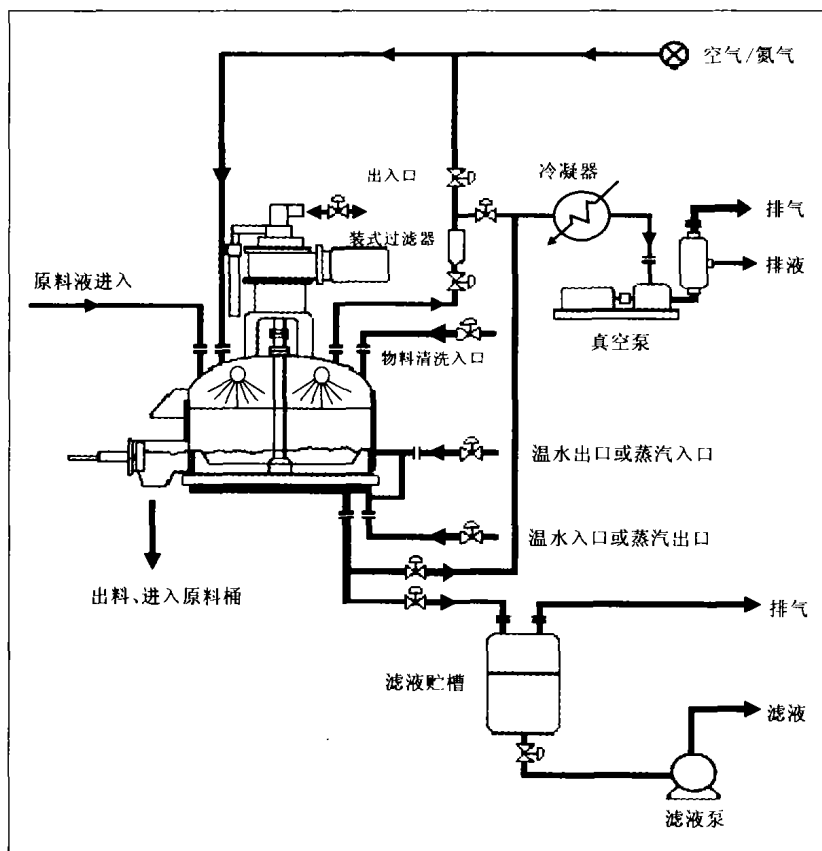 空气/氮气
出入口
冷凝器
装式过滤器
排气
排液
原料液进入
真空泵
物料清洗入口
温水出口或蒸汽入口
温水入口或蒸汽出口
出料、进入原料桶
排气
滤液贮槽
滤液
滤液泵